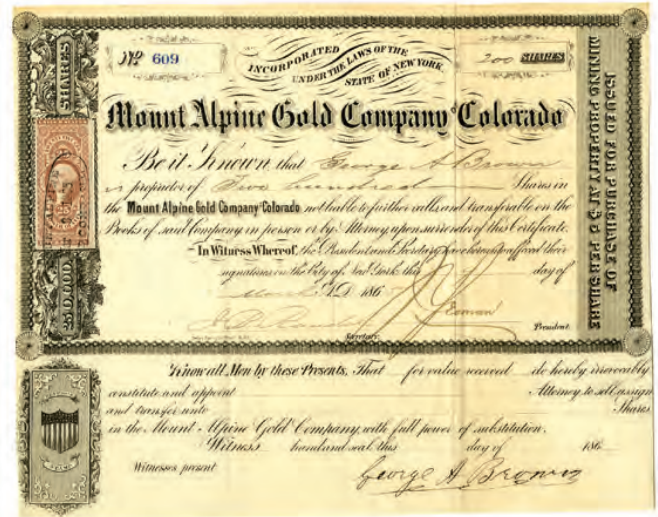 Nº 609
INCORPORATED
UNDER THE LAWS OF THE
STATE OF NEW YORK.
200 SHARES
SHARES
Mount Alpine Gold Company Colorado
Be it Known, that George A Brown
is proprietor of Two hundred Shares in
the Mount Alpine Gold Company Colorado not liable to further calls and transferable on the
Books of said Company in person or by Attorney, upon surrender of this Certificate.
In Witness Whereof, the President and Secretary have hereunto affixed their
signatures in the City of New York this day of
March A.D. 186
Yeoman
Secretary. President
50,000
ISSUED FOR PURCHASE OF
MINING PROPERTY AT $5 PER SHARE
Know all Men by these Presents, That for value received do hereby irrevocably
constitute and appoint Attorney to sell, assign
and transfer unto Shares
in the Mount Alpine Gold Company, with full power of substitution.
Witness hand and seal this day of 186
Witnesses present
George A Brown